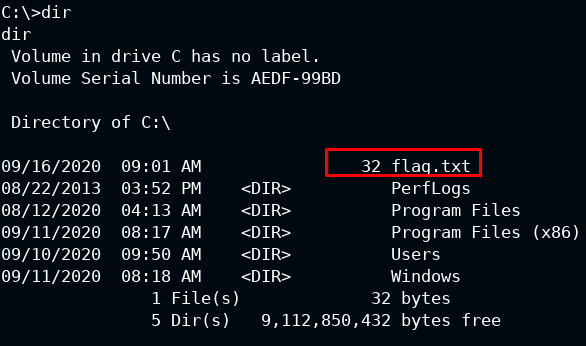 C:\>dir
dir
 Volume in drive C has no label.
 Volume Serial Number is AEDF-99BD

 Directory of C:\

09/16/2020  09:01 AM                32 flag.txt
08/22/2013  03:52 PM    <DIR>          PerfLogs
08/12/2020  04:13 AM    <DIR>          Program Files
09/11/2020  08:17 AM    <DIR>          Program Files (x86)
09/10/2020  09:50 AM    <DIR>          Users
09/11/2020  08:18 AM    <DIR>          Windows
               1 File(s)             32 bytes
               5 Dir(s)   9,112,850,432 bytes free